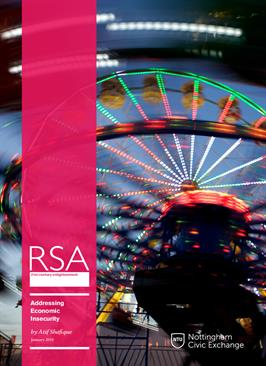 RSA
21st century enlightenment
Addressing
Economic
Insecurity
by Atif Shafique
January 2018
NTU
Nottingham
Civic Exchange